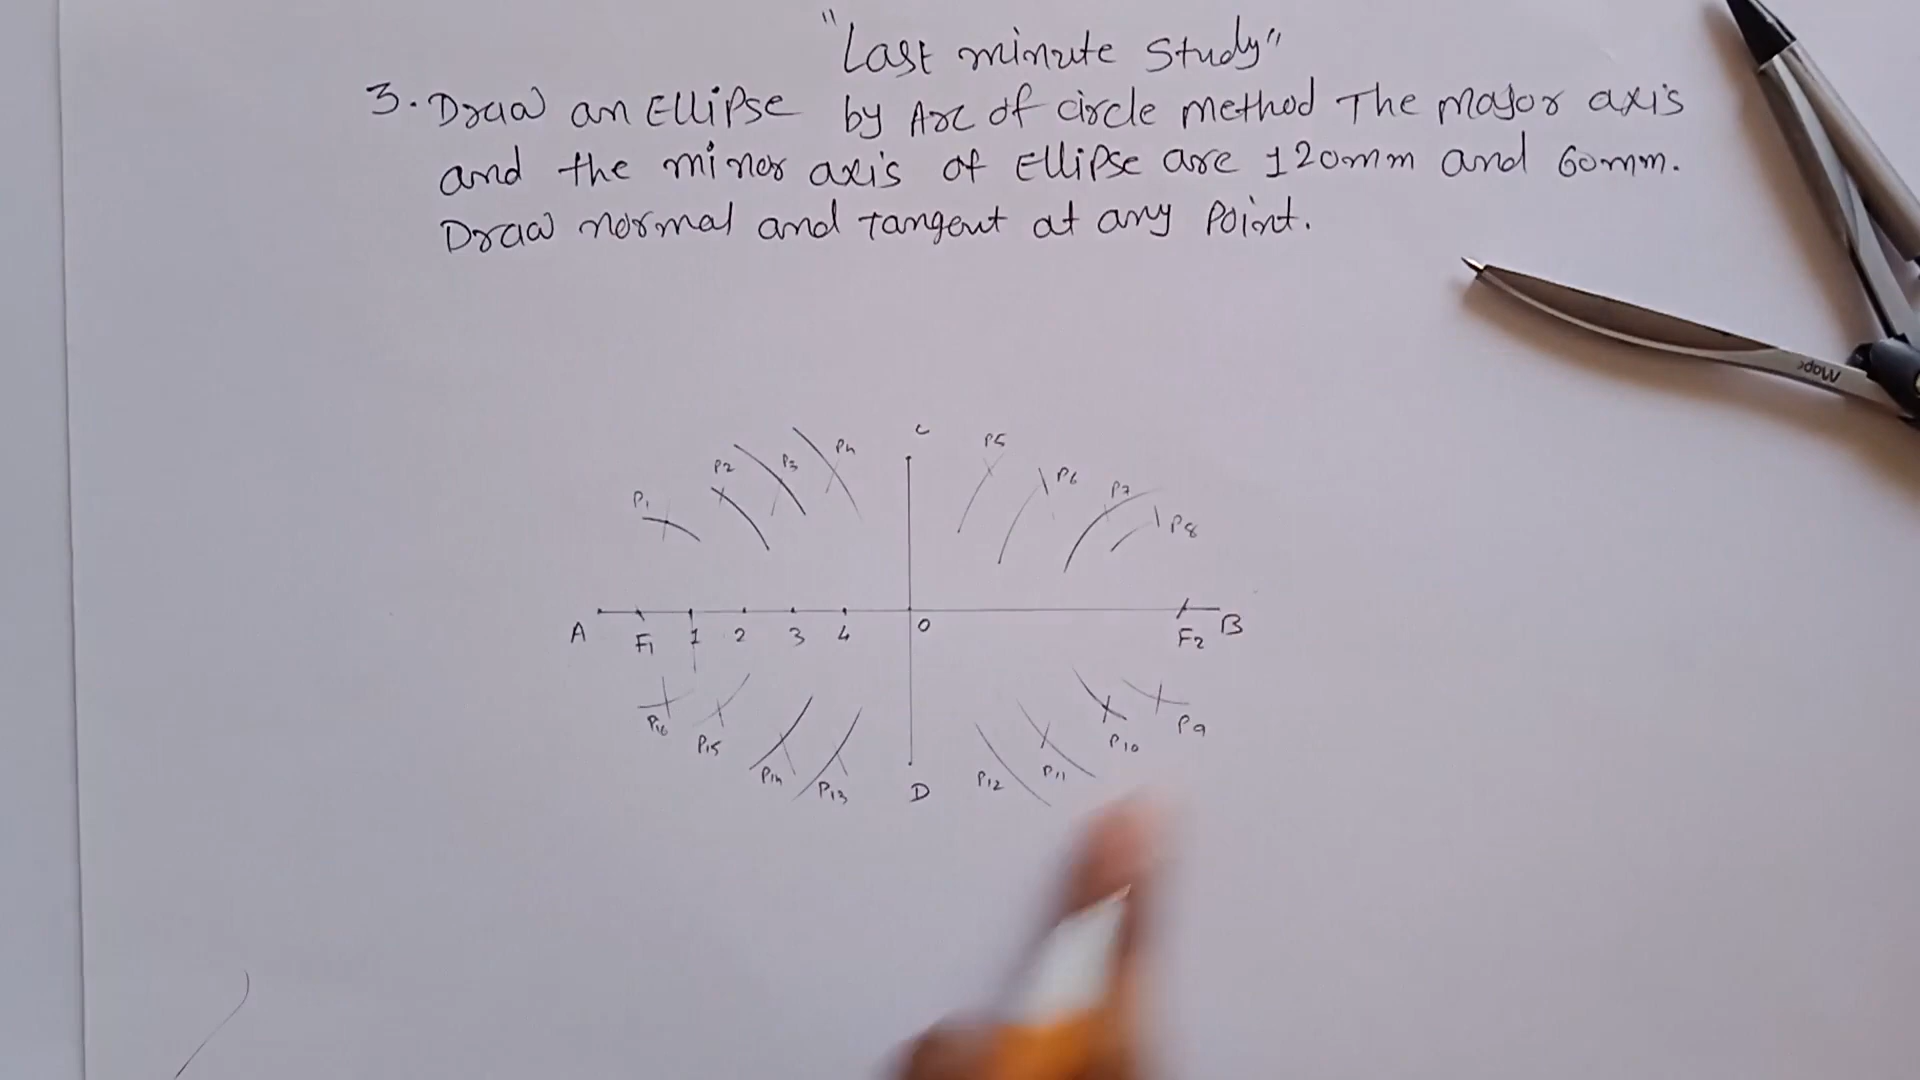 "Last minute Study"
3. Draw an Ellipse by Arc of circle method The major axis
and the minor axis of Ellipse are 120mm and 60mm.
Draw normal and Tangent at any Point.
Mapc
C
P1 P2 P3 P4 P5 P6 P7 P8
A F1 1 2 3 4 O F2 B
P16 P15 P14 P13 D P12 P11 P10 P9